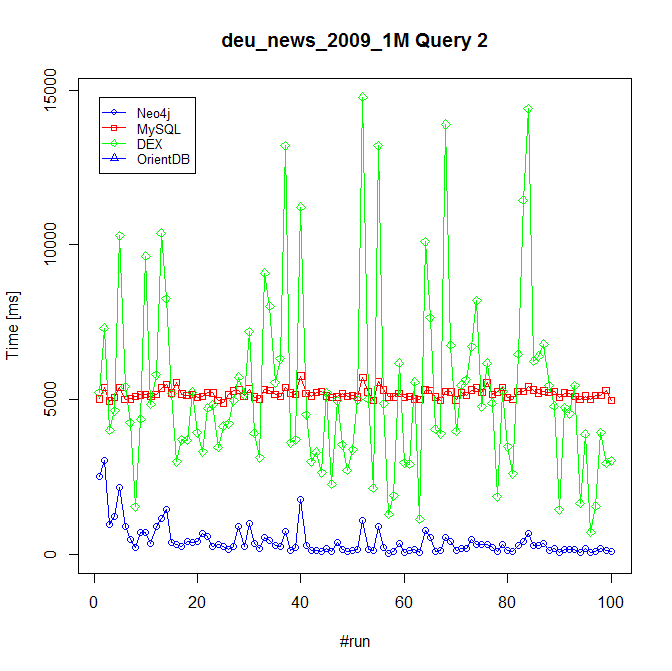 deu_news_2009_1M Query 2
Time [ms]
15000
10000
5000
0
Neo4j
MySQL
DEX
OrientDB
0 20 40 60 80 100
#run